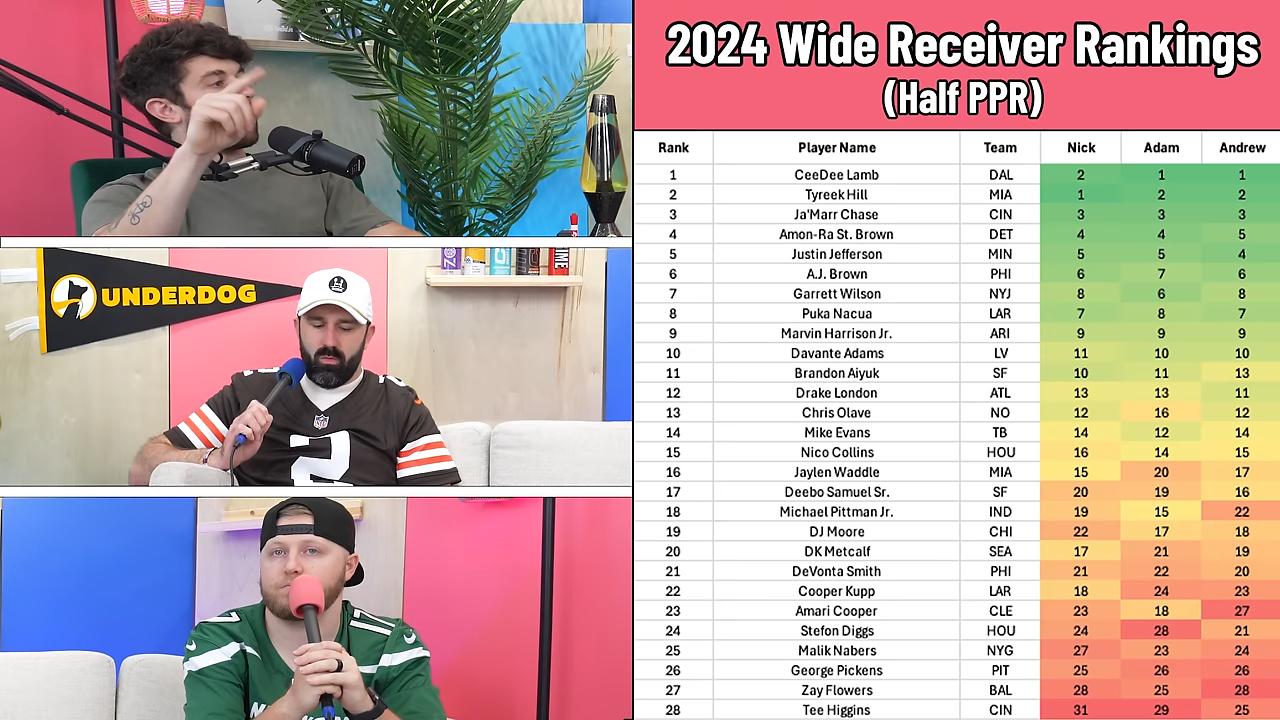 2024 Wide Receiver Rankings
(Half PPR)
Rank Player Name Team Nick Adam Andrew
1 CeeDee Lamb DAL 2 1 1
2 Tyreek Hill MIA 1 2 2
3 Ja'Marr Chase CIN 3 3 3
4 Amon-Ra St. Brown DET 4 4 5
5 Justin Jefferson MIN 5 5 4
6 A.J. Brown PHI 6 7 6
7 Garrett Wilson NYJ 8 6 8
8 Puka Nacua LAR 7 8 7
9 Marvin Harrison Jr. ARI 9 9 9
10 Davante Adams LV 11 10 10
11 Brandon Aiyuk SF 10 11 13
12 Drake London ATL 13 13 11
13 Chris Olave NO 12 16 12
14 Mike Evans TB 14 12 14
15 Nico Collins HOU 16 14 15
16 Jaylen Waddle MIA 15 20 17
17 Deebo Samuel Sr. SF 20 19 16
18 Michael Pittman Jr. IND 19 15 22
19 DJ Moore CHI 22 17 18
20 DK Metcalf SEA 17 21 19
21 DeVonta Smith PHI 21 22 20
22 Cooper Kupp LAR 18 24 23
23 Amari Cooper CLE 23 18 27
24 Stefon Diggs HOU 24 28 21
25 Malik Nabers NYG 27 23 24
26 George Pickens PIT 25 26 26
27 Zay Flowers BAL 28 25 28
28 Tee Higgins CIN 31 29 25
UNDERDOG
NFL
2